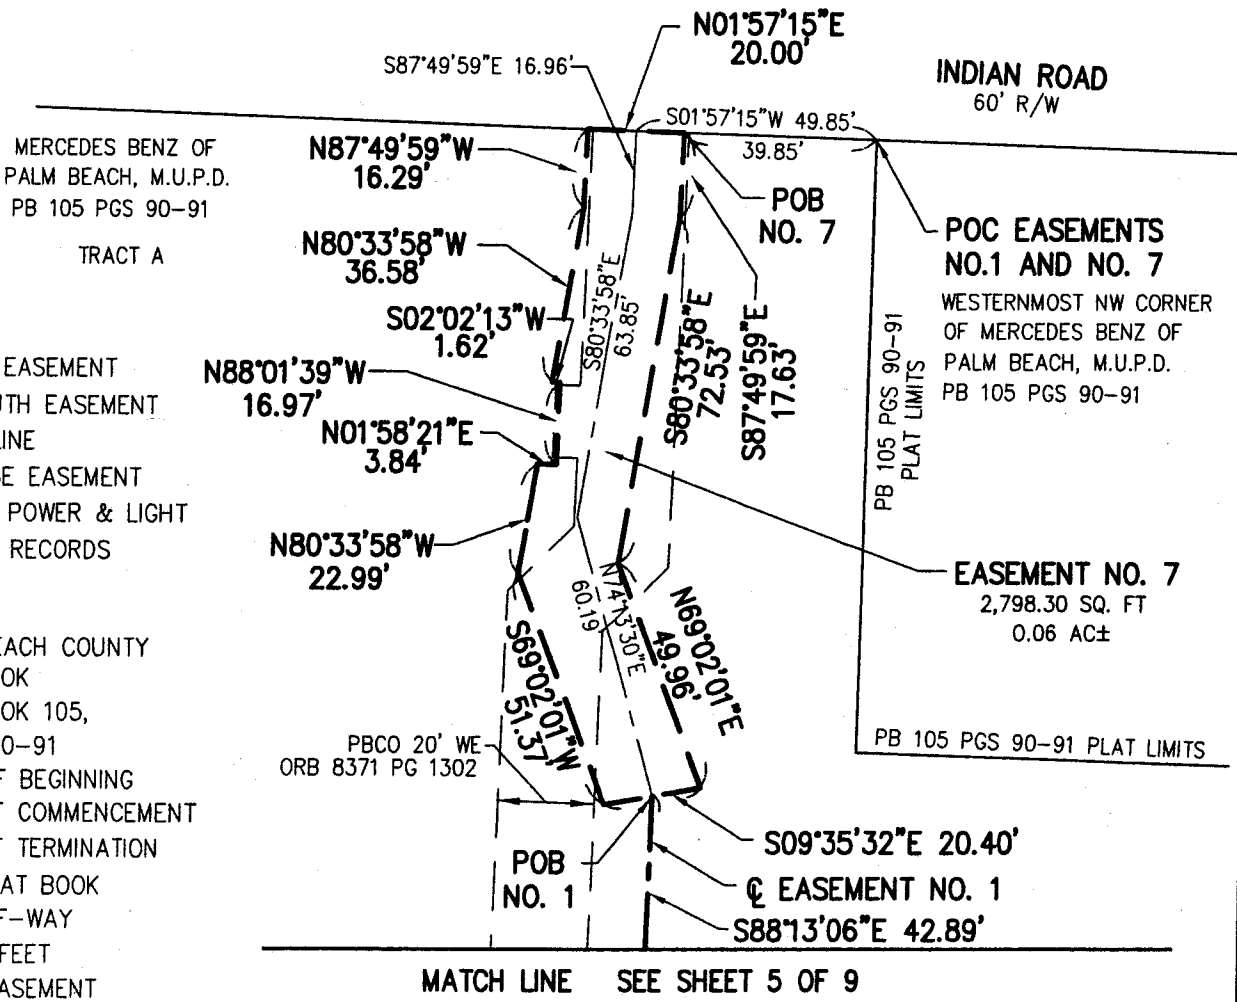 N01°57'15"E
20.00'
S87°49'59"E 16.96'
INDIAN ROAD
60' R/W
S01°57'15"W 49.85'
39.85'
MERCEDES BENZ OF
PALM BEACH, M.U.P.D.
PB 105 PGS 90-91
TRACT A
N87°49'59"W
16.29'
POB
NO. 7
POC EASEMENTS
NO.1 AND NO. 7
WESTERNMOST NW CORNER
OF MERCEDES BENZ OF
PALM BEACH, M.U.P.D.
PB 105 PGS 90-91
N80°33'58"W
36.58'
S02°02'13"W
1.62'
S80°33'58"E
63.85'
S80°33'58"E
72.53'
S87°49'59"E
17.63'
PB 105 PGS 90-91
PLAT LIMITS
N88°01'39"W
16.97'
N01°58'21"E
3.84'
EASEMENT
TH EASEMENT
INE
SE EASEMENT
POWER & LIGHT
RECORDS
N80°33'58"W
22.99'
EASEMENT NO. 7
2,798.30 SQ. FT
0.06 AC±
N74°13'30"E
60.19
N69°02'01"E
49.96'
S69°02'01"W
51.37'
EACH COUNTY
OK
OK 105,
0-91
F BEGINNING
T COMMENCEMENT
T TERMINATION
AT BOOK
F-WAY
FEET
ASEMENT
PBCO 20' WE
ORB 8371 PG 1302
PB 105 PGS 90-91 PLAT LIMITS
S09°35'32"E 20.40'
POB
NO. 1
℄ EASEMENT NO. 1
S88°13'06"E 42.89'
MATCH LINE SEE SHEET 5 OF 9